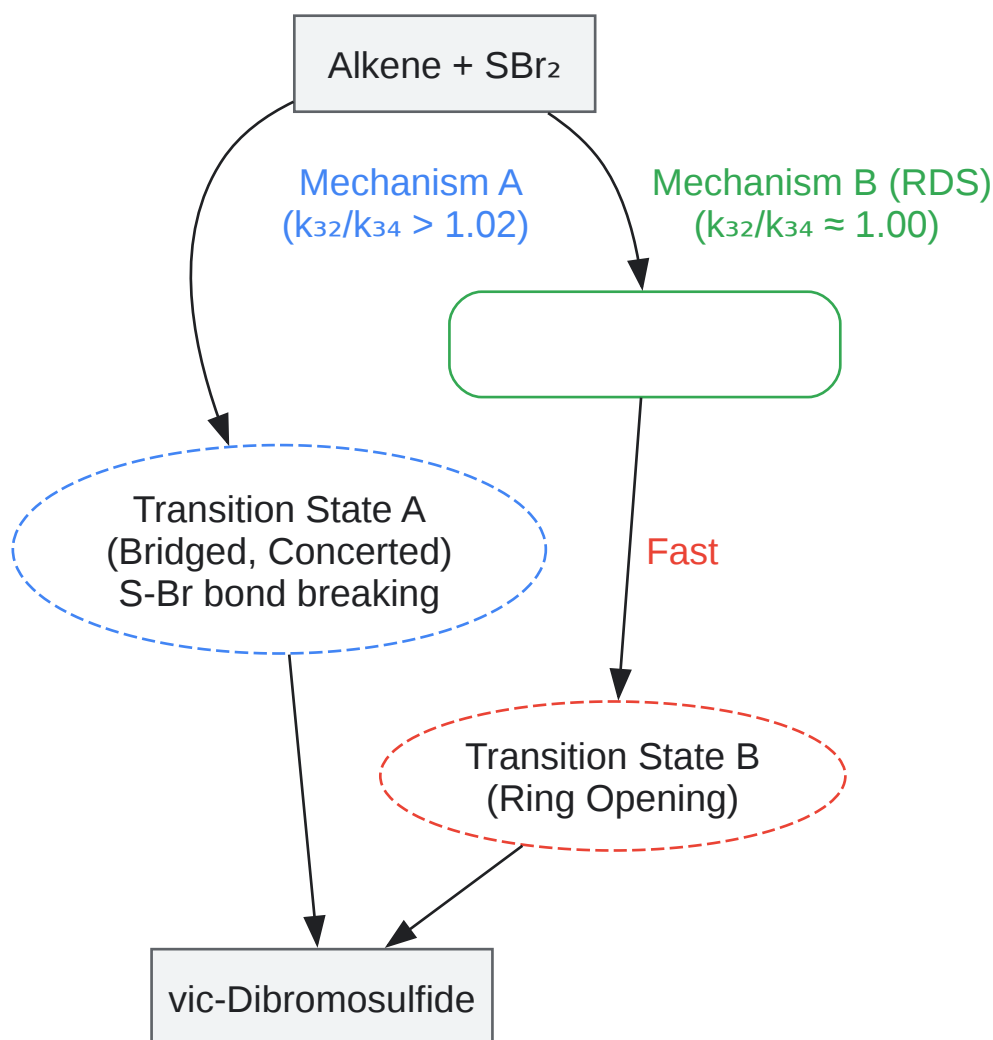 Alkene + SBr₂
Mechanism A
(k₃₂/k₃₄ > 1.02)
Mechanism B (RDS)
(k₃₂/k₃₄ ≈ 1.00)
Transition State A
(Bridged, Concerted)
S-Br bond breaking
Fast
Transition State B
(Ring Opening)
vic-Dibromosulfide